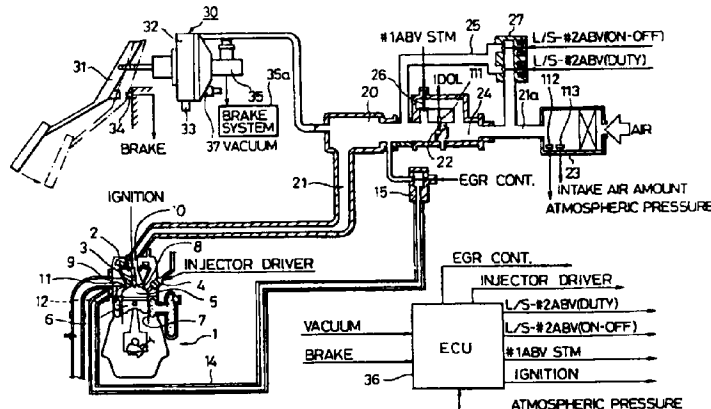 30
32
#1ABV STM
25
27
L/S-#2ABV(ON-OFF)
L/S-#2ABV(DUTY)
31
35
35a
26
IDOL
111
24
20
21a
112
113
AIR
34
33
37
BRAKE SYSTEM
VACUUM
BRAKE
22
23
21
15
EGR CONT.
INTAKE AIR AMOUNT
ATMOSPHERIC PRESSURE
IGNITION
2
10
3
8
9
11
INJECTOR DRIVER
4
5
12
6
7
1
14
EGR CONT.
INJECTOR DRIVER
L/S-#2ABV(DUTY)
L/S-#2ABV(ON-OFF)
#1ABV STM
IGNITION
VACUUM
BRAKE
ECU
36
ATMOSPHERIC PRESSURE